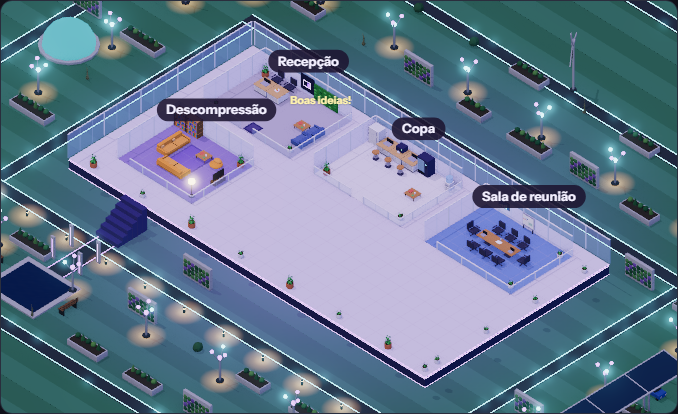 Recepção
Boas ideias!
Descompressão
Copa
Sala de reunião